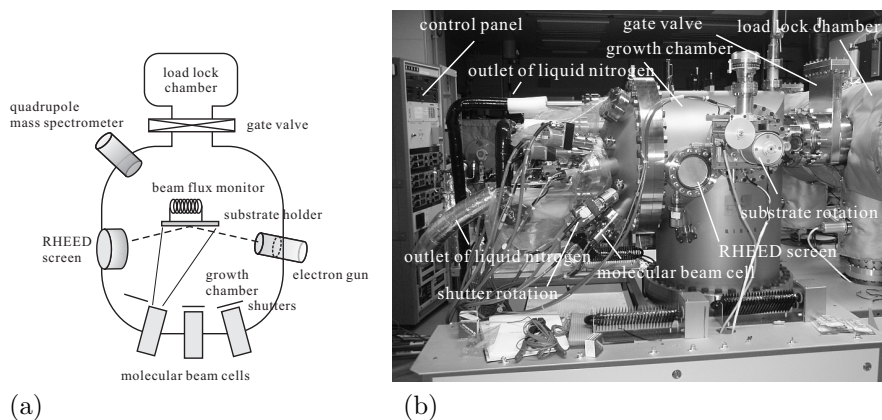 load lock
chamber
quadrupole
mass spectrometer
gate valve
beam flux monitor
substrate holder
RHEED
screen
electron gun
growth
chamber
shutters
molecular beam cells
(a)
control panel
gate valve
load lock chamber
growth chamber
outlet of liquid nitrogen
substrate rotation
outlet of liquid nitrogen
RHEED screen
molecular beam cell
shutter rotation
(b)